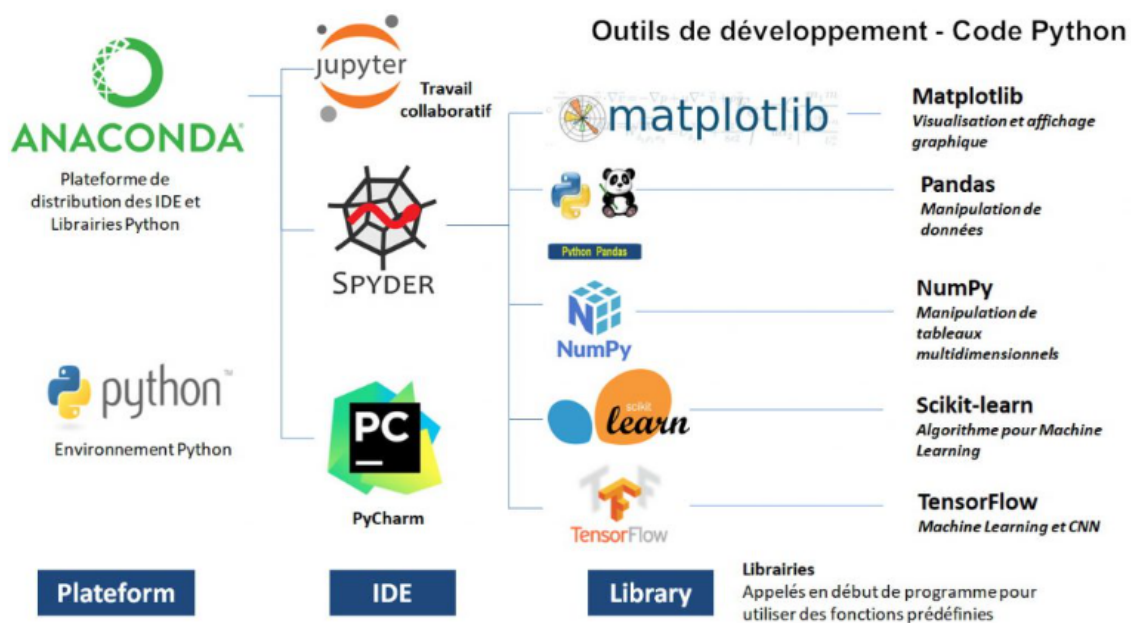 Outils de développement - Code Python
ANACONDA
Plateforme de
distribution des IDE et
Librairies Python
python™
Environnement Python
Plateform
jupyter
Travail
collaboratif
SPYDER
PC
PyCharm
IDE
matplotlib
Python Pandas
NumPy
scikit
learn
TensorFlow
Library
Matplotlib
Visualisation et affichage
graphique
Pandas
Manipulation de
données
NumPy
Manipulation de
tableaux
multidimensionnels
Scikit-learn
Algorithme pour Machine
Learning
TensorFlow
Machine Learning et CNN
Librairies
Appelés en début de programme pour
utiliser des fonctions prédéfinies